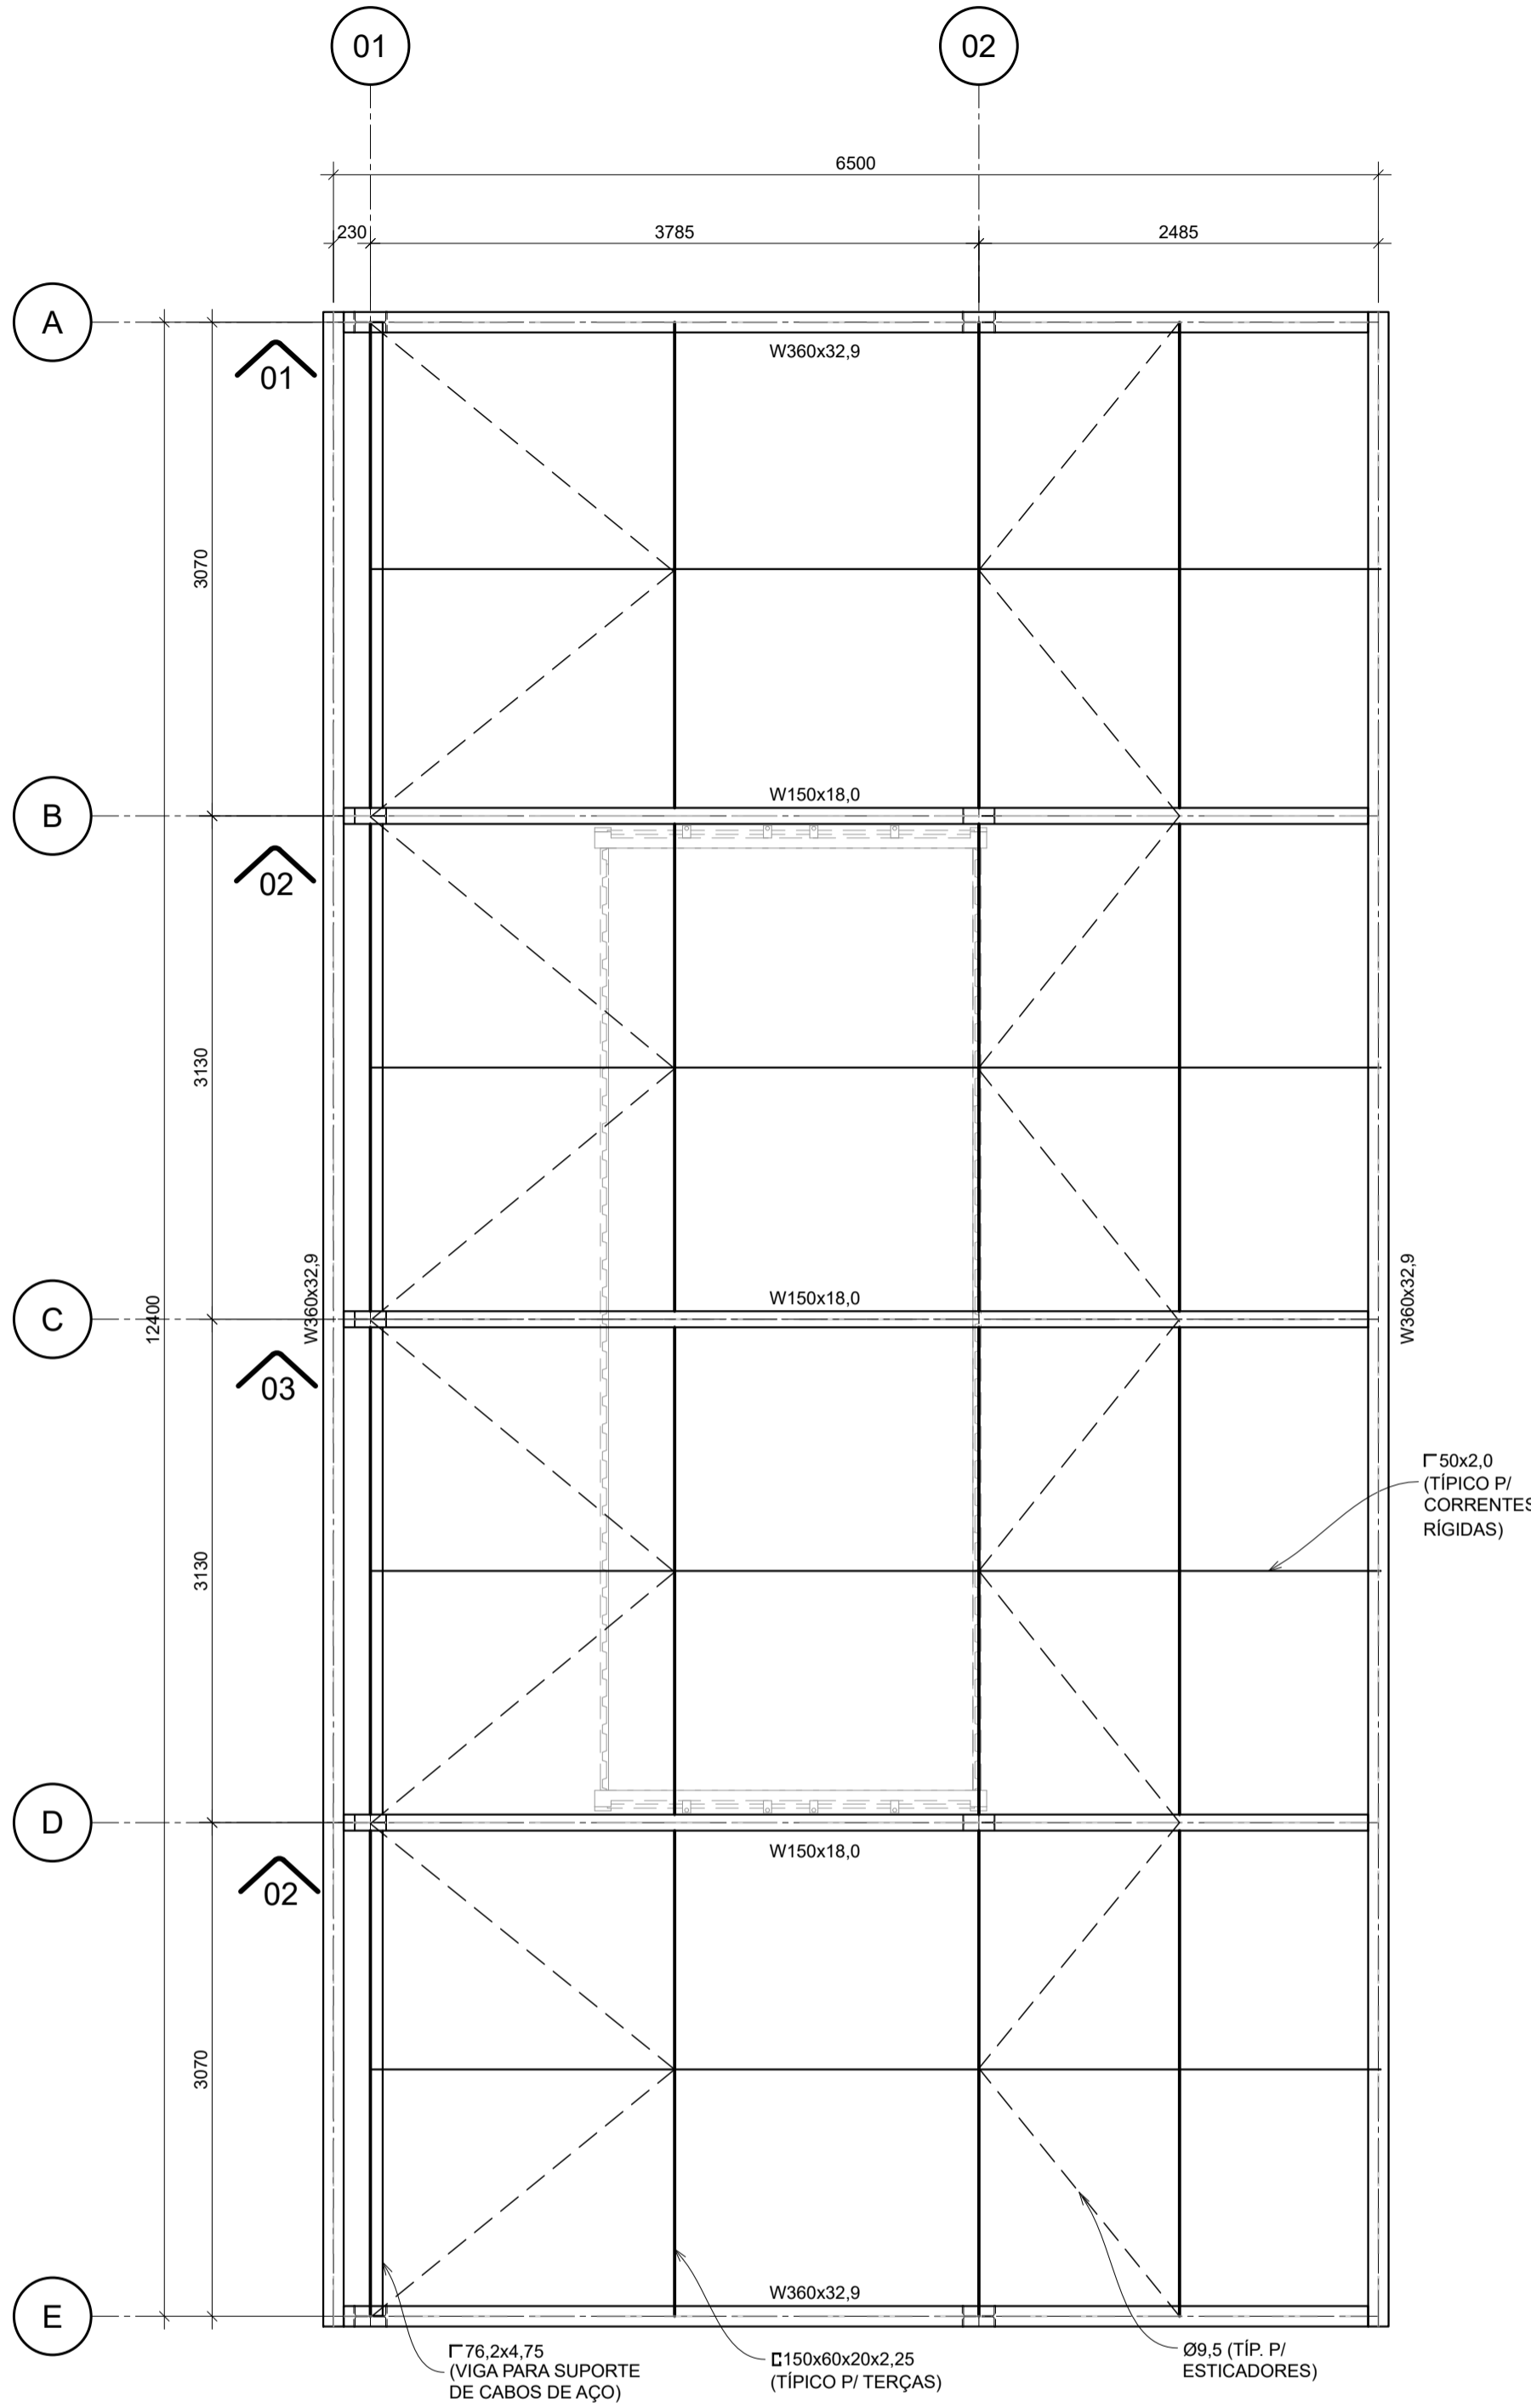 01
02
6500
230
3785
2485
A
W360x32,9
01
3070
B
W150x18,0
02
3130
12400
W360x32,9
W360x32,9
C
W150x18,0
03
50x2,0
(TÍPICO P/
CORRENTES
RÍGIDAS)
3130
D
W150x18,0
02
3070
W360x32,9
E
76,2x4,75
(VIGA PARA SUPORTE
DE CABOS DE AÇO)
150x60x20x2,25
(TÍPICO P/ TERÇAS)
Ø9,5 (TÍP. P/
ESTICADORES)